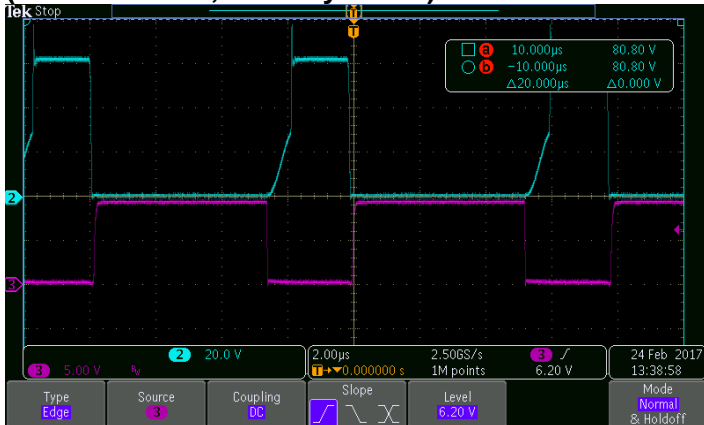 Tek Stop
T
T
a 10.000µs 80.80 V
b −10.000µs 80.80 V
△20.000µs △0.000 V
2
3
2 20.0 V
3 5.00 V
2.00µs 2.50GS/s 3
T→▼0.000000 s 1M points 6.20 V
24 Feb 2017
13:38:58
Type
Edge
Source
3
Coupling
DC
Slope
Level
6.20 V
Mode
Normal
& Holdoff